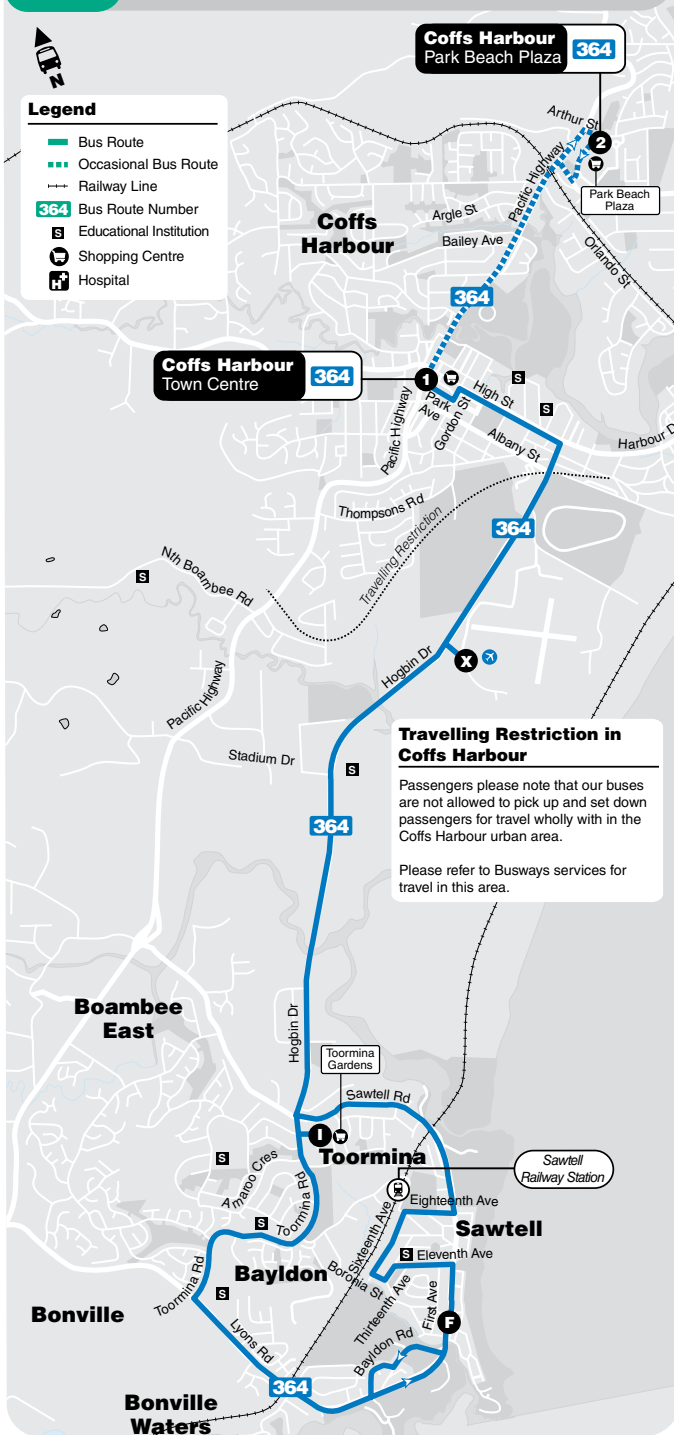 Coffs Harbour
Park Beach Plaza
364
N
Legend
Bus Route
Occasional Bus Route
Railway Line
364 Bus Route Number
S Educational Institution
Shopping Centre
H Hospital
Arthur St
2
Pacific Highway
Park Beach
Plaza
Coffs
Harbour
Argle St
Bailey Ave
Orlando St
364
Coffs Harbour
Town Centre
364
1
Park
Ave
Gordon St
High St
S
S
Pacific Highway
Albany St
Harbour D
Thompsons Rd
Travelling Restriction
364
S
Nth Boambee Rd
X
Hogbin Dr
Pacific Highway
Stadium Dr
S
Travelling Restriction in
Coffs Harbour
Passengers please note that our buses
are not allowed to pick up and set down
passengers for travel wholly with in the
Coffs Harbour urban area.
Please refer to Busways services for
travel in this area.
364
Boambee
East
Hogbin Dr
Toormina
Gardens
Sawtell Rd
I
Toormina
S
Amaroo Cres
Toormina Rd
S
Sawtell
Railway Station
Eighteenth Ave
Sixteenth Ave
Sawtell
S
Eleventh Ave
Bayldon
Boronia St
Thirteenth Ave
Toormina Rd
S
Bonville
First Ave
F
Lyons Rd
Bayldon Rd
364
Bonville
Waters